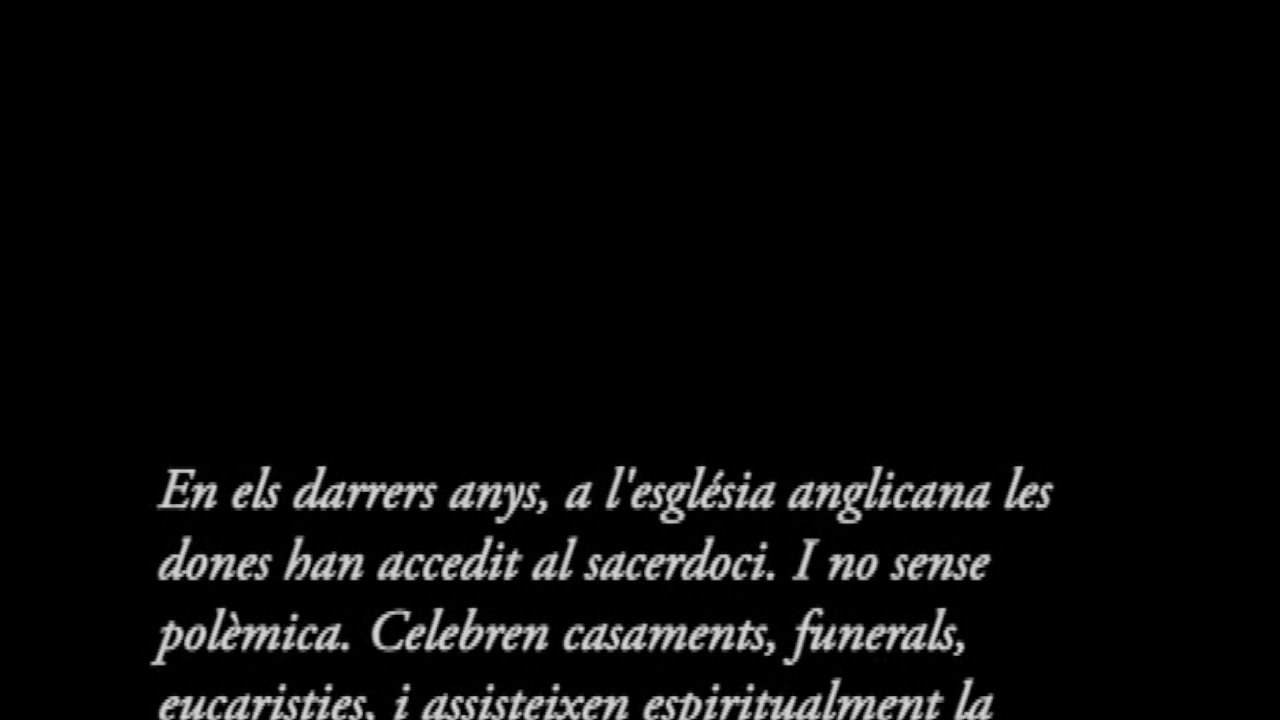 En els darrers anys, a l'església anglicana les
dones han accedit al sacerdoci. I no sense
polèmica. Celebren casaments, funerals,
eucaristies, i assisteixen espiritualment la